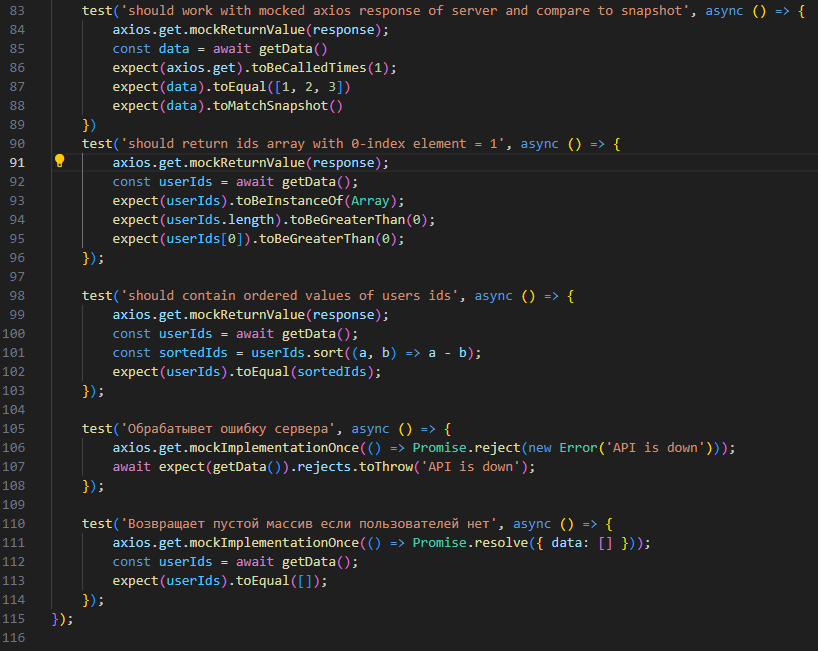 83 test('should work with mocked axios response of server and compare to snapshot', async () => {
84 axios.get.mockReturnValue(response);
85 const data = await getData()
86 expect(axios.get).toBeCalledTimes(1);
87 expect(data).toEqual([1, 2, 3])
88 expect(data).toMatchSnapshot()
89 })
90 test('should return ids array with 0-index element = 1', async () => {
91 axios.get.mockReturnValue(response);
92 const userIds = await getData();
93 expect(userIds).toBeInstanceOf(Array);
94 expect(userIds.length).toBeGreaterThan(0);
95 expect(userIds[0]).toBeGreaterThan(0);
96 });
97
98 test('should contain ordered values of users ids', async () => {
99 axios.get.mockReturnValue(response);
100 const userIds = await getData();
101 const sortedIds = userIds.sort((a, b) => a - b);
102 expect(userIds).toEqual(sortedIds);
103 });
104
105 test('Обрабатывет ошибку сервера', async () => {
106 axios.get.mockImplementationOnce(() => Promise.reject(new Error('API is down')));
107 await expect(getData()).rejects.toThrow('API is down');
108 });
109
110 test('Возвращает пустой массив если пользователей нет', async () => {
111 axios.get.mockImplementationOnce(() => Promise.resolve({ data: [] }));
112 const userIds = await getData();
113 expect(userIds).toEqual([]);
114 });
115 });
116